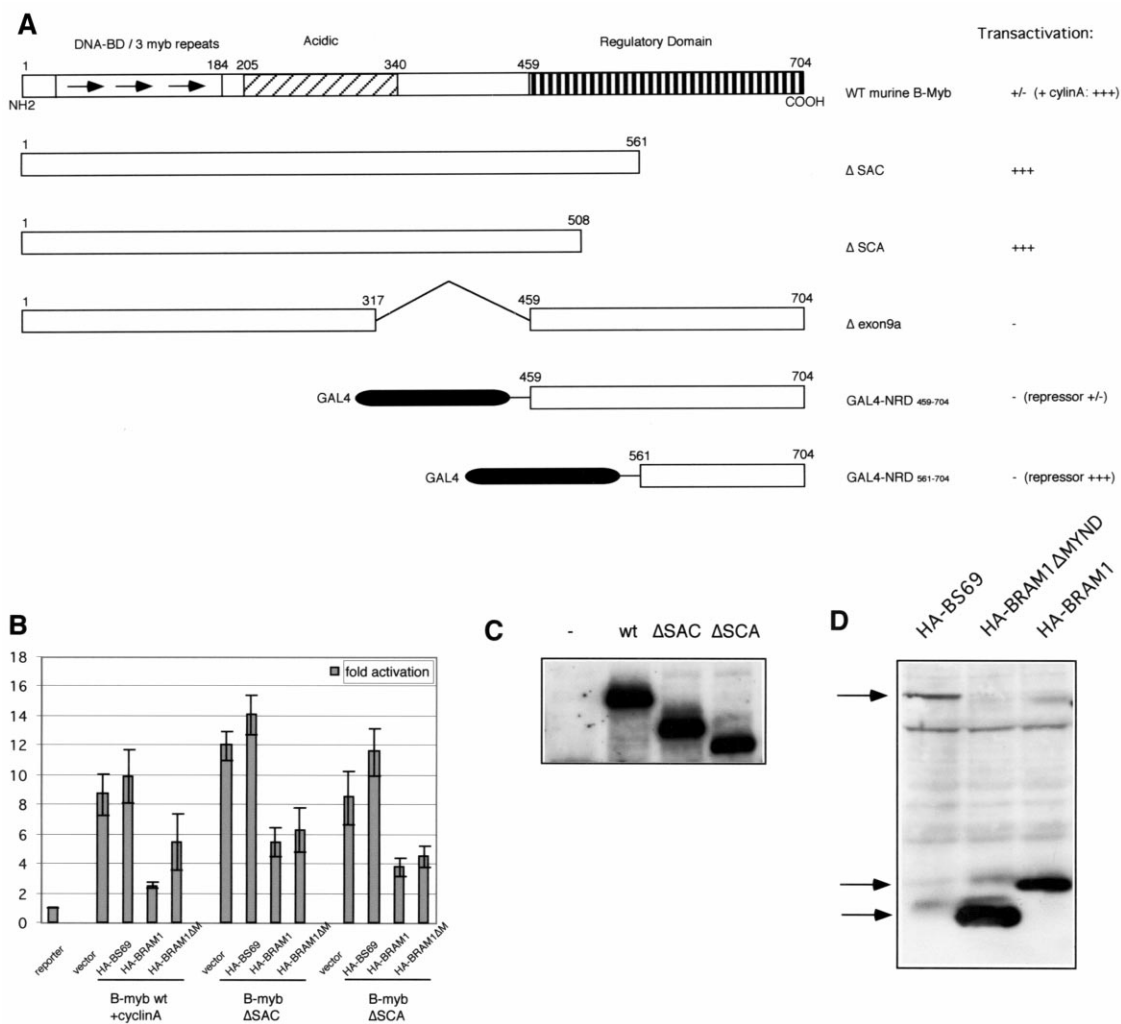 A
DNA-BD / 3 myb repeats
Acidic
Regulatory Domain
Transactivation:
1 184 205 340 459 704
NH2 COOH
WT murine B-Myb +/- (+ cylinA: +++)
1 561
Δ SAC +++
1 508
Δ SCA +++
1 317 459 704
Δ exon9a -
GAL4 459 704
GAL4-NRD 459-704 - (repressor +/-)
GAL4 561 704
GAL4-NRD 561-704 - (repressor +++)
B
18
16
14
12
10
8
6
4
2
0
fold activation
reporter
vector
HA-BS69
HA-BRAM1
HA-BRAM1ΔM
vector
HA-BS69
HA-BRAM1
HA-BRAM1ΔM
vector
HA-BS69
HA-BRAM1
HA-BRAM1ΔM
B-myb wt
+cyclinA
B-myb
ΔSAC
B-myb
ΔSCA
C
- wt ΔSAC ΔSCA
D
HA-BS69
HA-BRAM1ΔMYND
HA-BRAM1